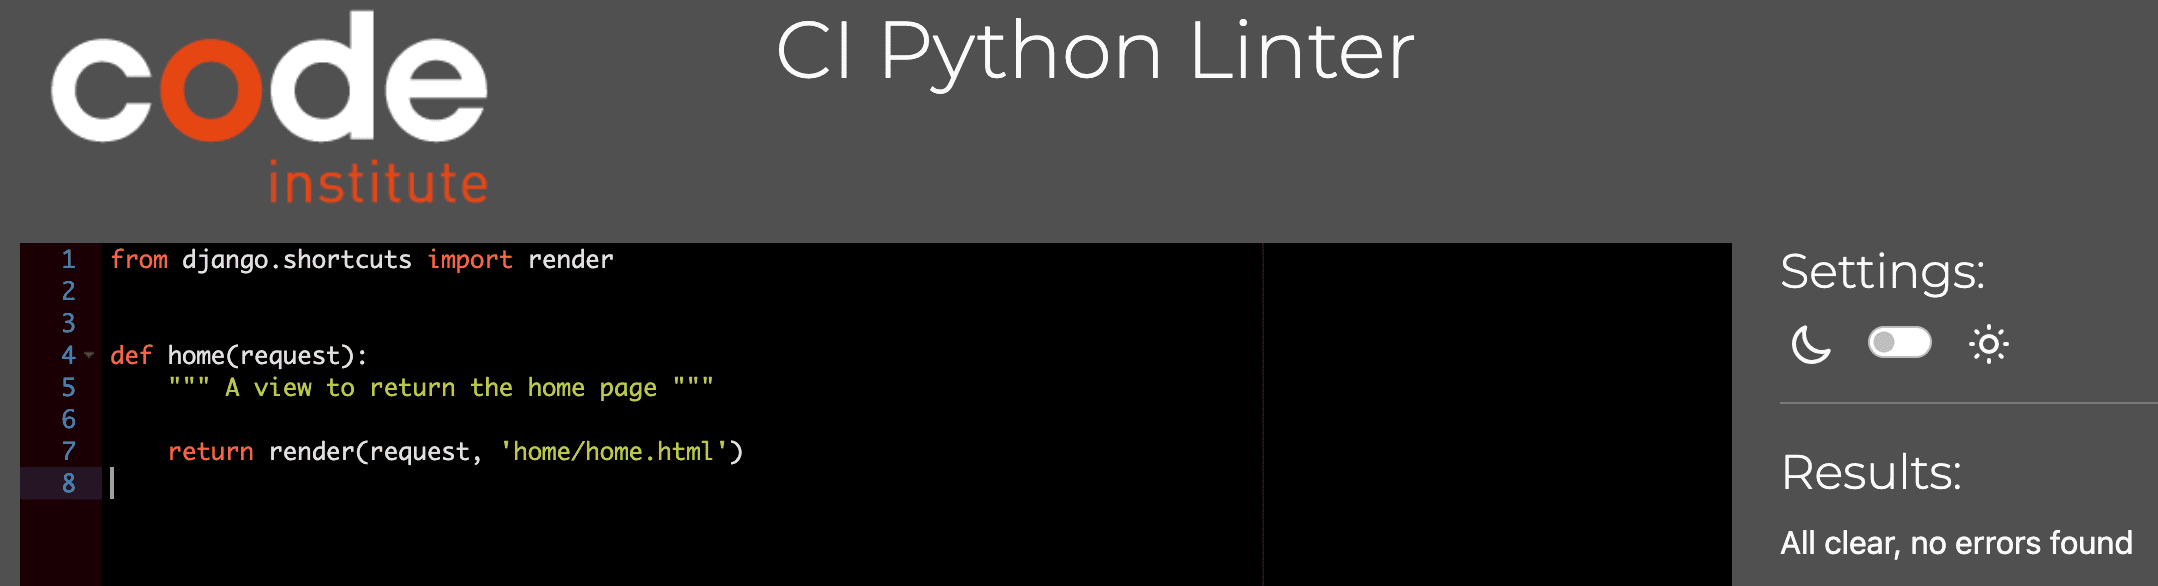 code
institute
CI Python Linter
1 from django.shortcuts import render
2
3
4 def home(request):
5     """ A view to return the home page """
6
7     return render(request, 'home/home.html')
8
Settings:
Results:
All clear, no errors found